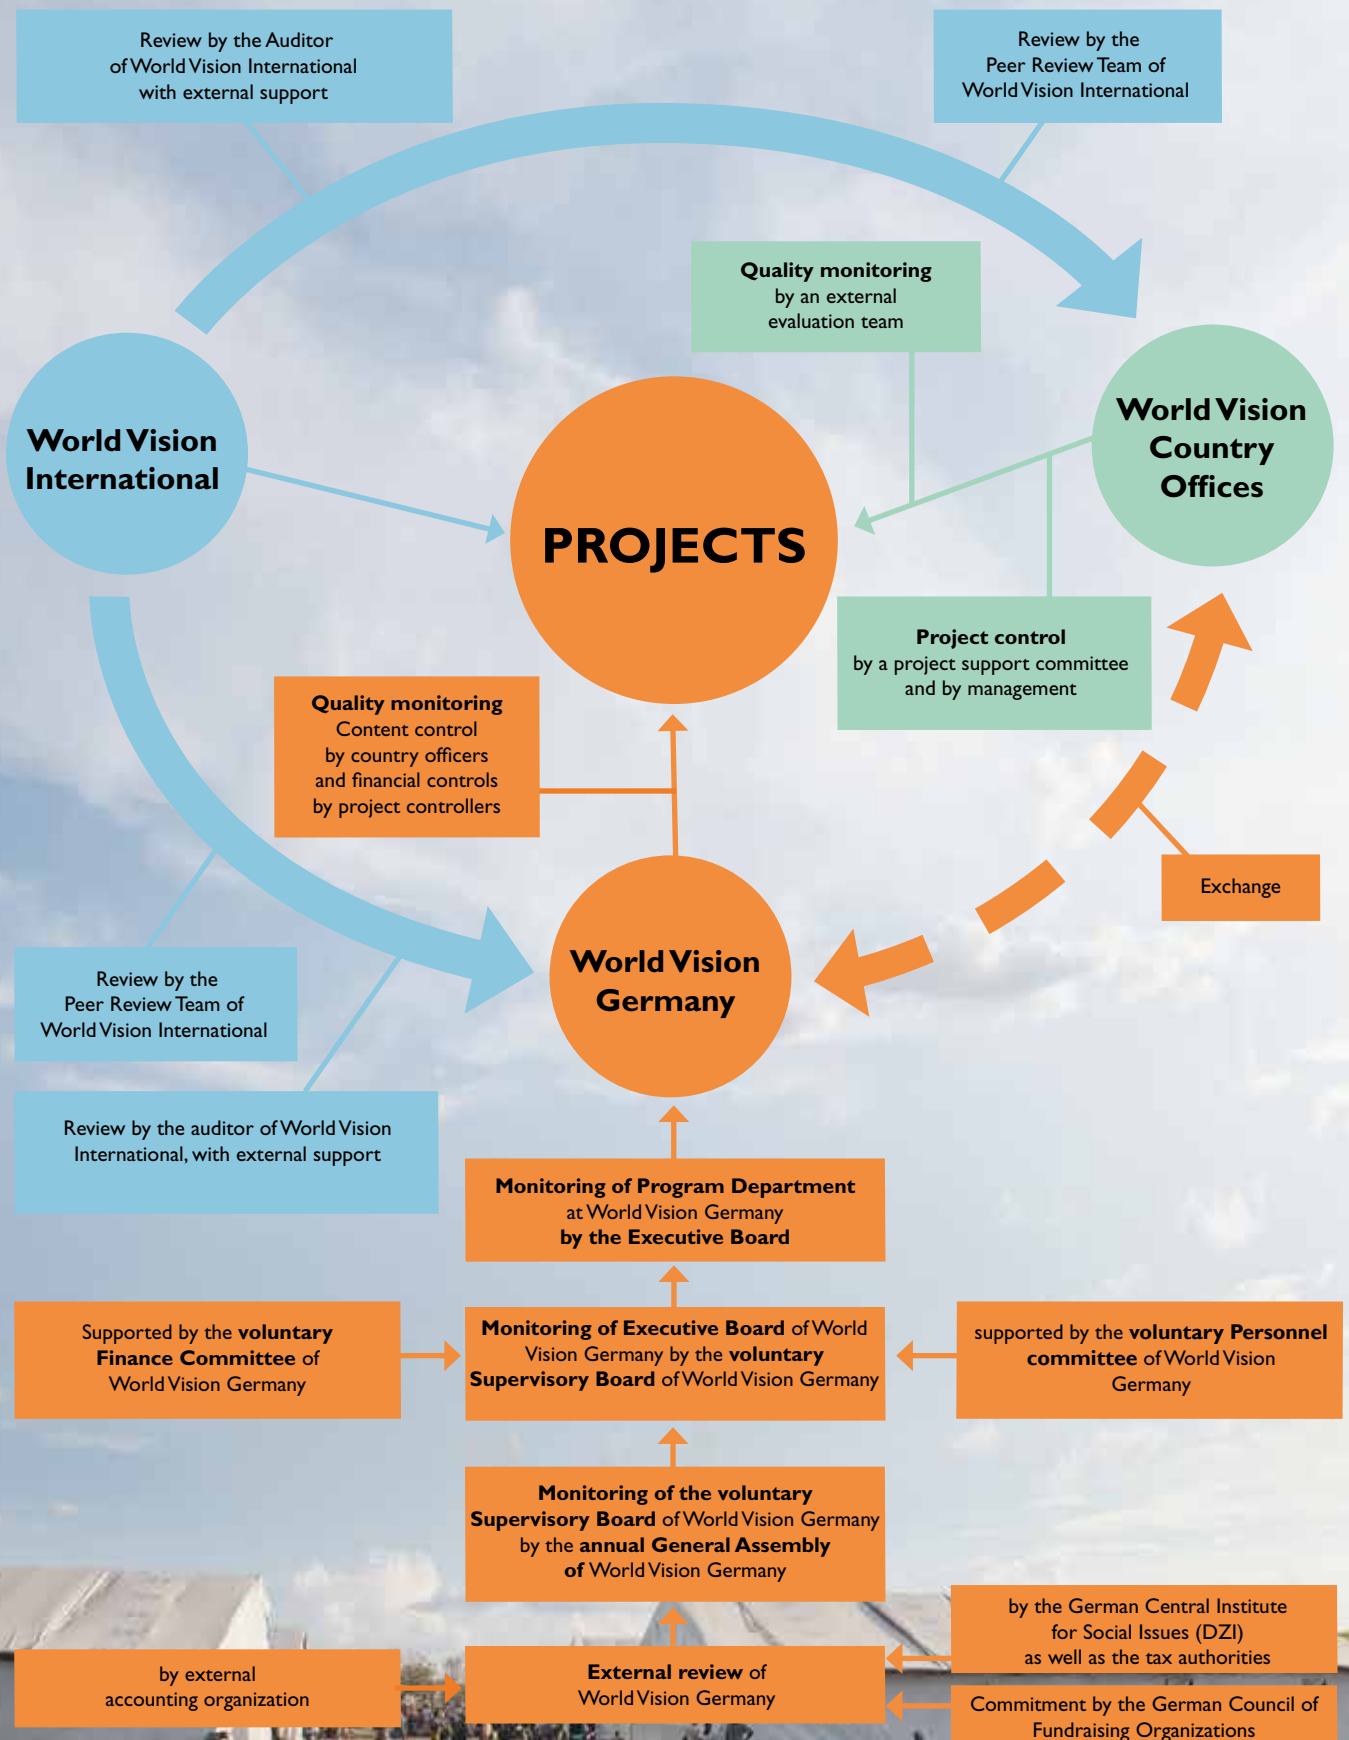 Review by the Auditor
of World Vision International
with external support
Review by the
Peer Review Team of
World Vision International
Quality monitoring
by an external
evaluation team
World Vision
International
World Vision
Country
Offices
PROJECTS
Project control
by a project support committee
and by management
Quality monitoring
Content control
by country officers
and financial controls
by project controllers
Exchange
World Vision
Germany
Review by the
Peer Review Team of
World Vision International
Review by the auditor of World Vision
International, with external support
Monitoring of Program Department
at World Vision Germany
by the Executive Board
Supported by the voluntary
Finance Committee of
World Vision Germany
Monitoring of Executive Board of World
Vision Germany by the voluntary
Supervisory Board of World Vision Germany
supported by the voluntary Personnel
committee of World Vision
Germany
Monitoring of the voluntary
Supervisory Board of World Vision Germany
by the annual General Assembly
of World Vision Germany
by external
accounting organization
External review of
World Vision Germany
by the German Central Institute
for Social Issues (DZI)
as well as the tax authorities
Commitment by the German Council of
Fundraising Organizations